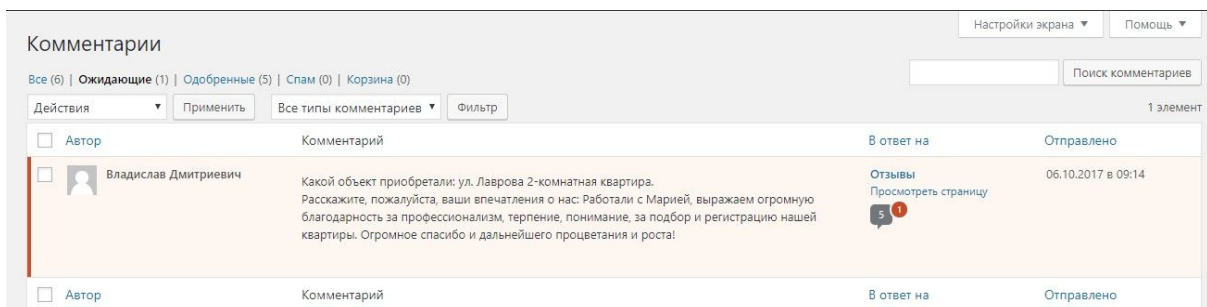 Настройки экрана ▼ Помощь ▼
Комментарии
Все (6) | Ожидающие (1) | Одобренные (5) | Спам (0) | Корзина (0)
Поиск комментариев
Действия ▼ Применить Все типы комментариев ▼ Фильтр 1 элемент
Автор Комментарий В ответ на Отправлено
Владислав Дмитриевич
Какой объект приобретали: ул. Лаврова 2-комнатная квартира.
Расскажите, пожалуйста, ваши впечатления о нас: Работали с Марией, выражаем огромную
благодарность за профессионализм, терпение, понимание, за подбор и регистрацию нашей
квартиры. Огромное спасибо и дальнейшего процветания и роста!
Отзывы
Просмотреть страницу
5 1
06.10.2017 в 09:14
Автор Комментарий В ответ на Отправлено